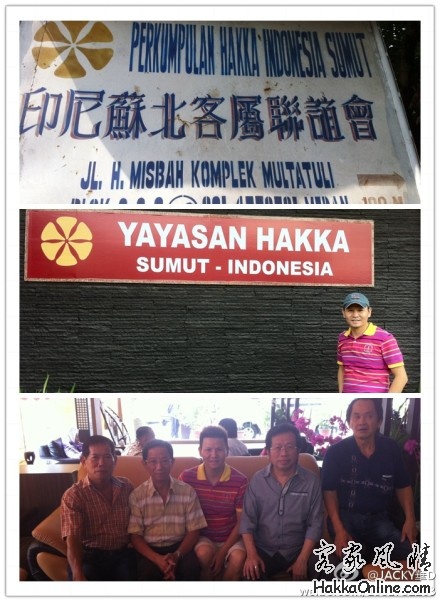 PERKUMPULAN HAKKA INDONESIA SUMUT
印尼蘇北客屬聯誼會
JL. H. MISBAH KOMPLEK MULTATULI
YAYASAN HAKKA
SUMUT - INDONESIA
客家風情
@JACKY
HakkaOnline.com